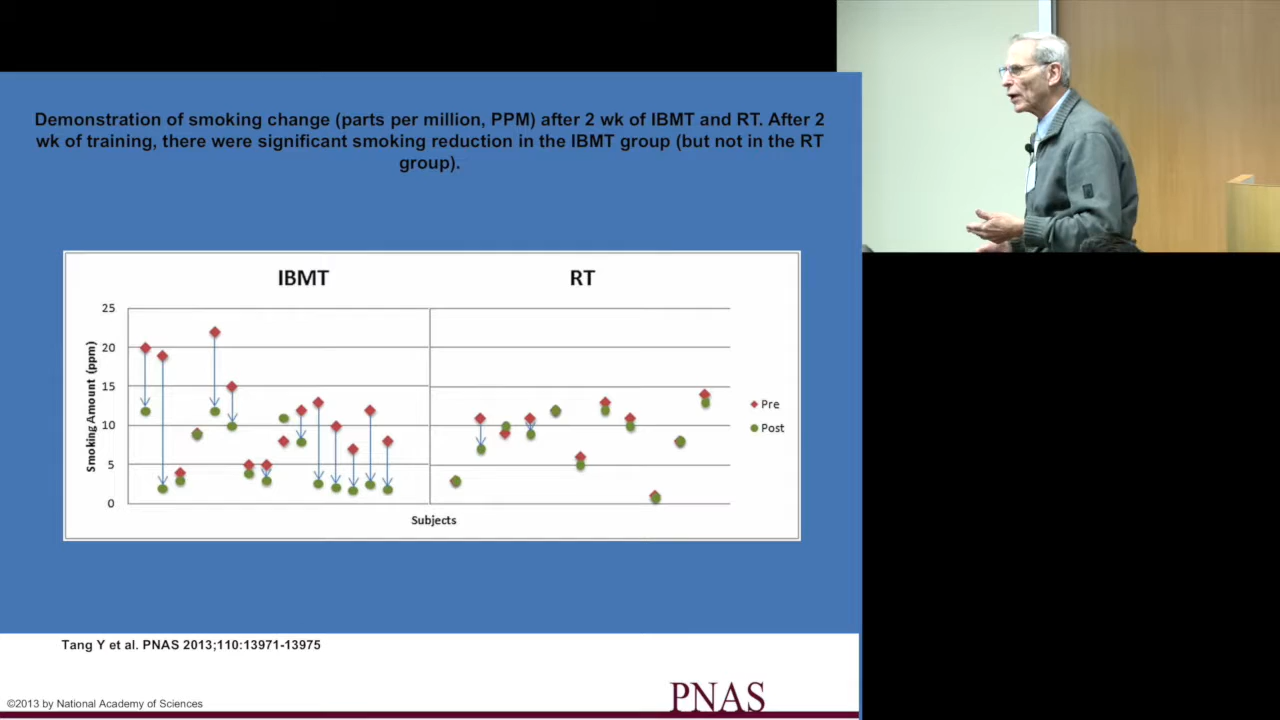 Demonstration of smoking change (parts per million, PPM) after 2 wk of IBMT and RT. After 2
wk of training, there were significant smoking reduction in the IBMT group (but not in the RT
group).
IBMT
RT
25
20
15
10
5
0
Smoking Amount (ppm)
Subjects
Pre
Post
Tang Y et al. PNAS 2013;110:13971-13975
©2013 by National Academy of Sciences
PNAS